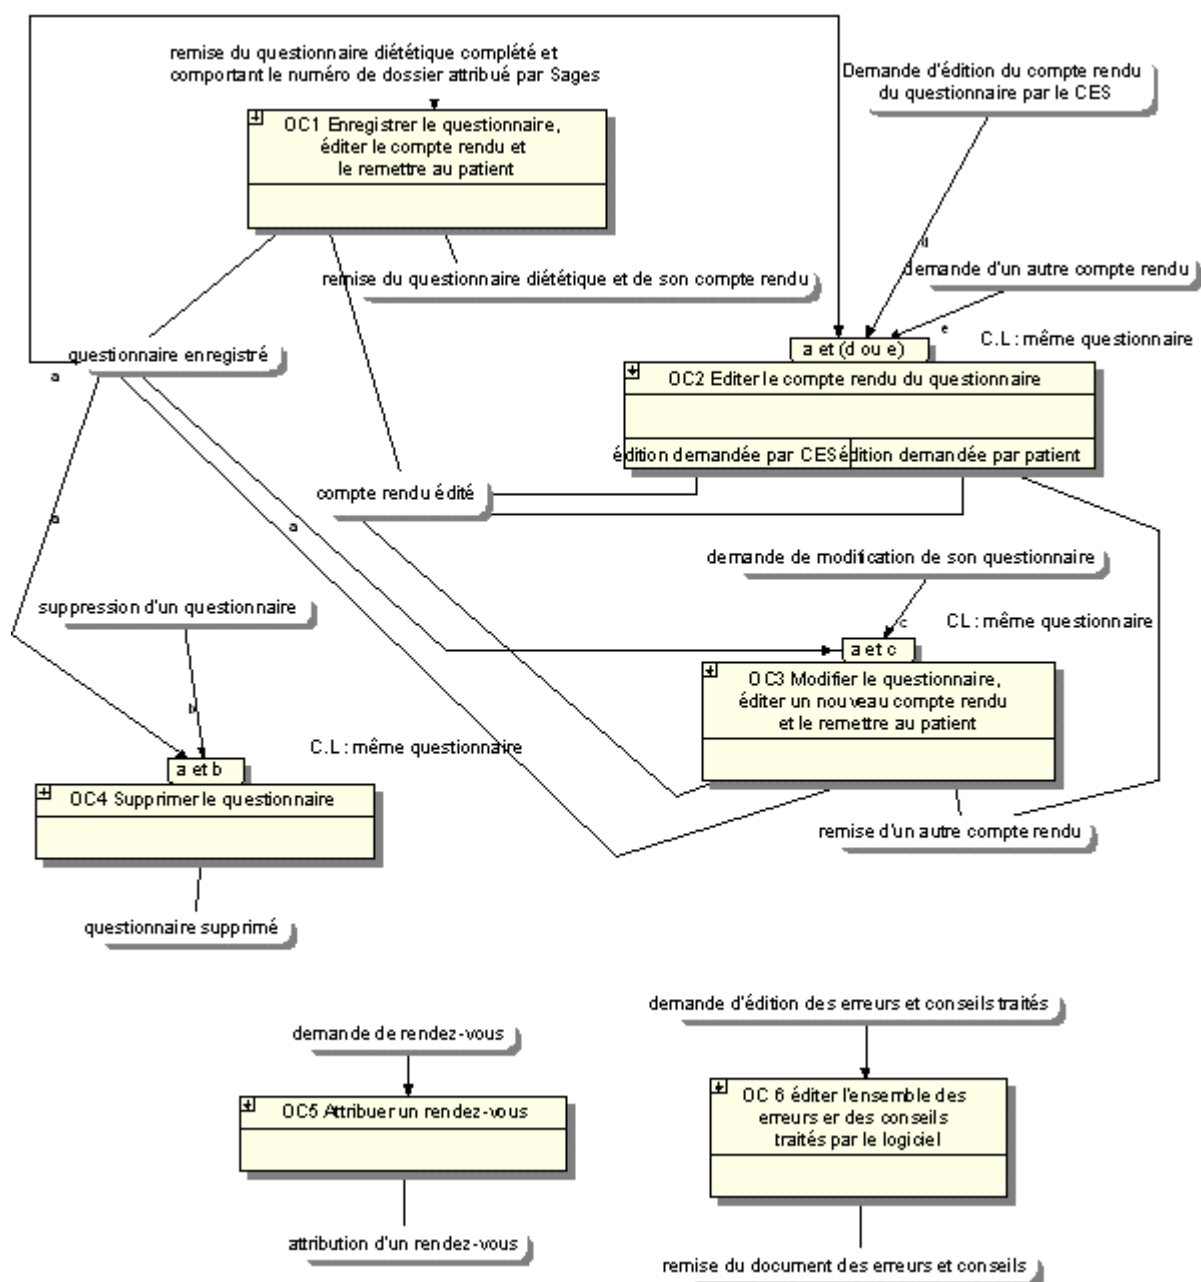 remise du questionnaire diététique complété et
comportant le numéro de dossier attribué par Sages
Demande d'édition du compte rendu
du questionnaire par le CES
OC1 Enregistrer le questionnaire,
éditer le compte rendu et
le remettre au patient
d
remise du questionnaire diététique et de son compte rendu
demande d'un autre compte rendu
e
C.L : même questionnaire
questionnaire enregistré
a
a et (d ou e)
OC2 Editer le compte rendu du questionnaire
édition demandée par CES
édition demandée par patient
compte rendu édité
a
a
demande de modification de son questionnaire
suppression d'un questionnaire
c
CL : même questionnaire
a et c
OC3 Modifier le questionnaire,
éditer un nouveau compte rendu
et le remettre au patient
b
C.L : même questionnaire
a et b
OC4 Supprimer le questionnaire
remise d'un autre compte rendu
questionnaire supprimé
demande d'édition des erreurs et conseils traités
demande de rendez-vous
OC5 Attribuer un rendez-vous
OC 6 éditer l'ensemble des
erreurs er des conseils
traités par le logiciel
attribution d'un rendez-vous
remise du document des erreurs et conseils